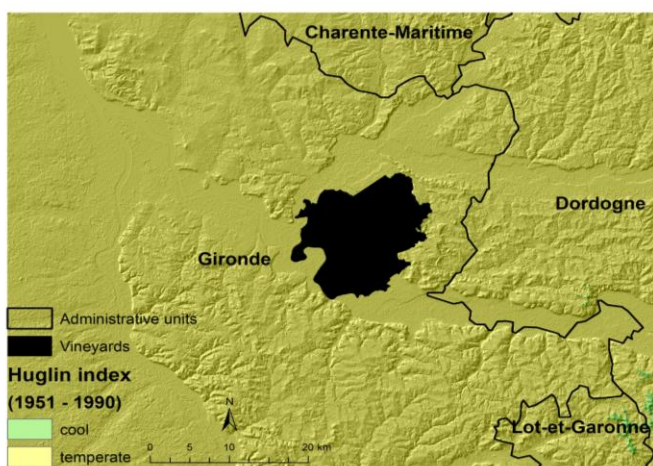 Charente-Maritime
Dordogne
Gironde
Administrative units
Vineyards
Huglin index
(1951 - 1990)
N
cool
0 5 10 20 km
temperate
Lot-et-Garonne